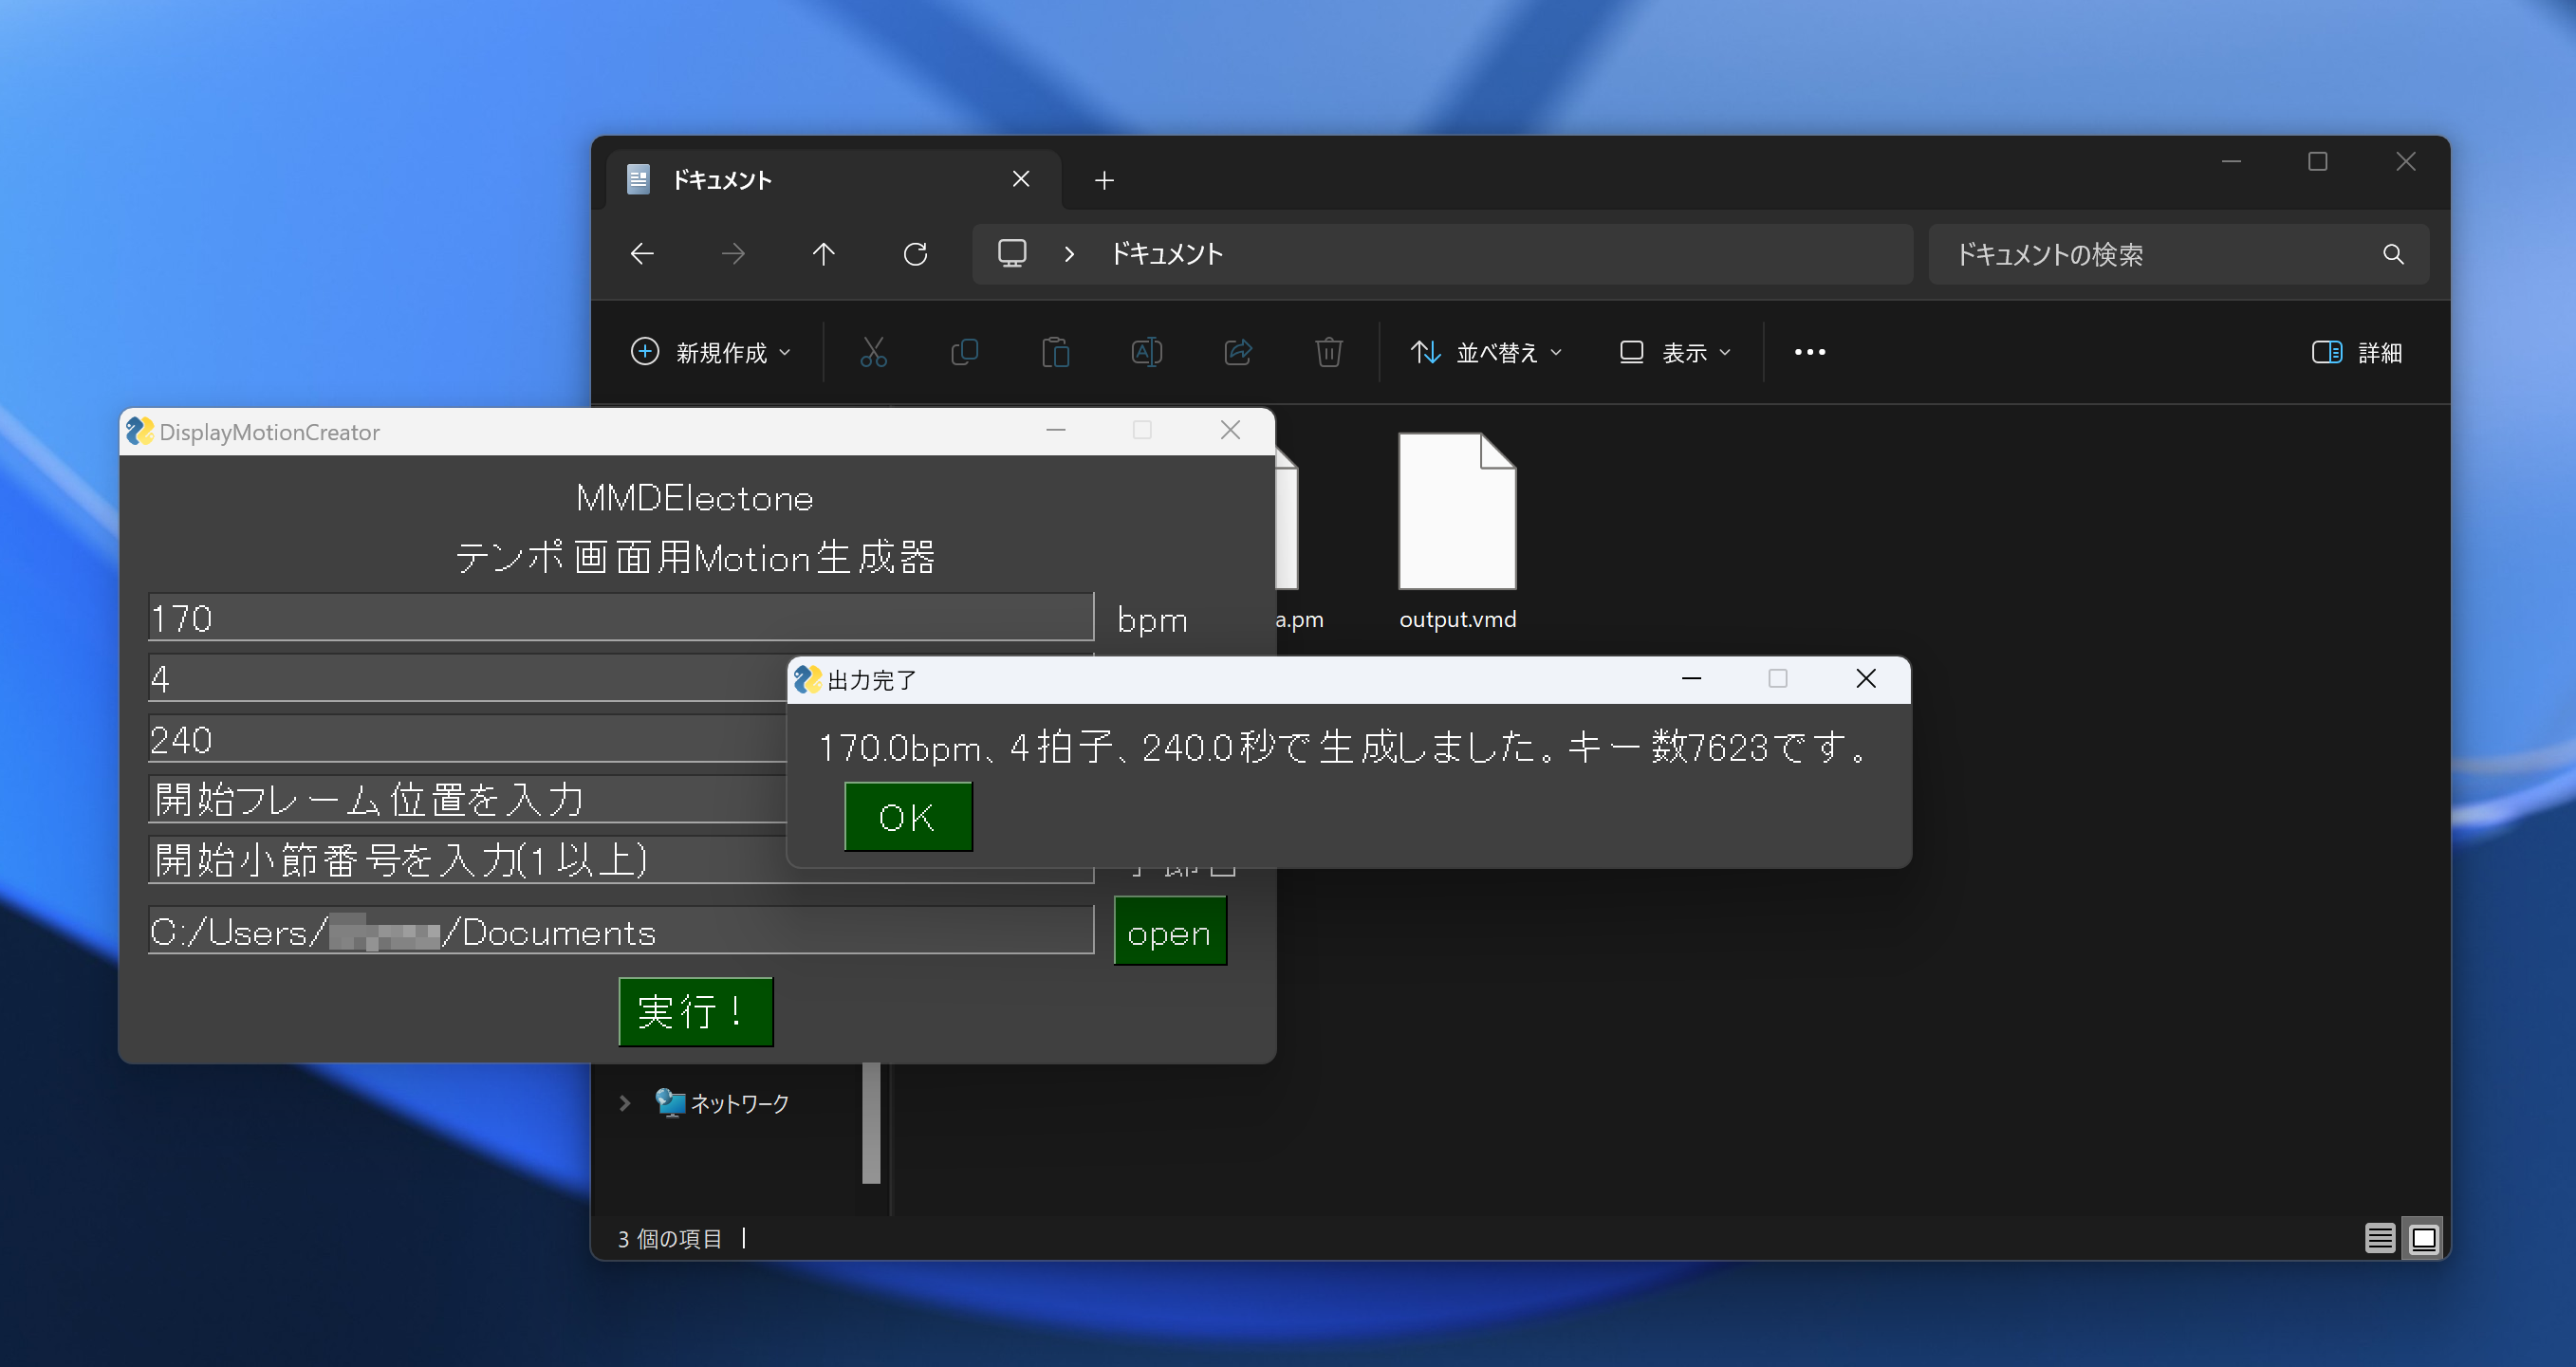 ドキュメント
ドキュメント
ドキュメントの検索
新規作成
並べ替え
表示
詳細
DisplayMotionCreator
MMDElectone
テンポ画面用Motion生成器
170 bpm
4
240
開始フレーム位置を入力
開始小節番号を入力(1以上)
C:/Users/ /Documents open
実行！
a.pm
output.vmd
出力完了
170.0bpm、4拍子、240.0秒で生成しました。キー数7623です。
OK
ネットワーク
3 個の項目